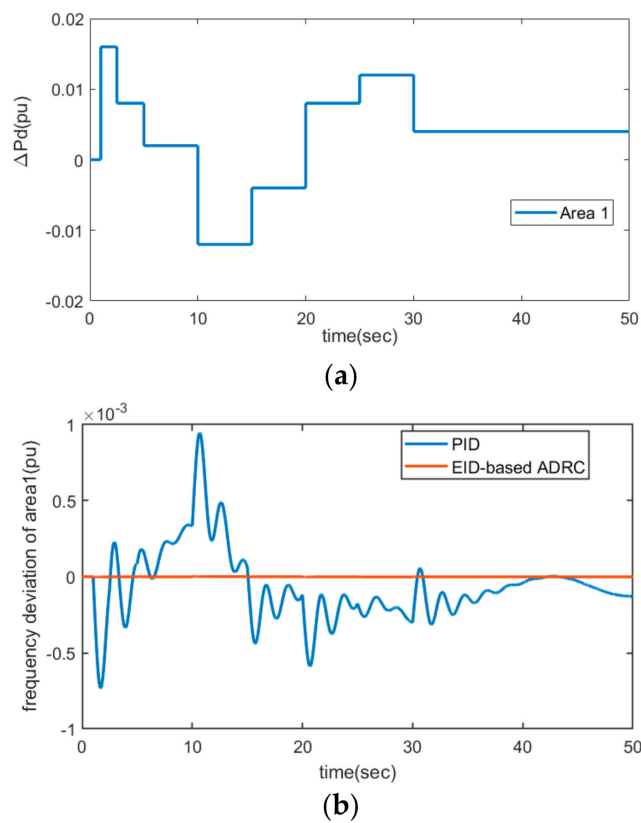 0.02
0.01
0
-0.01
-0.02
ΔPd(pu)
Area 1
0 10 20 30 40 50
time(sec)
(a)
×10-3
1
0.5
0
-0.5
-1
frequency deviation of area1(pu)
PID
EID-based ADRC
0 10 20 30 40 50
time(sec)
(b)